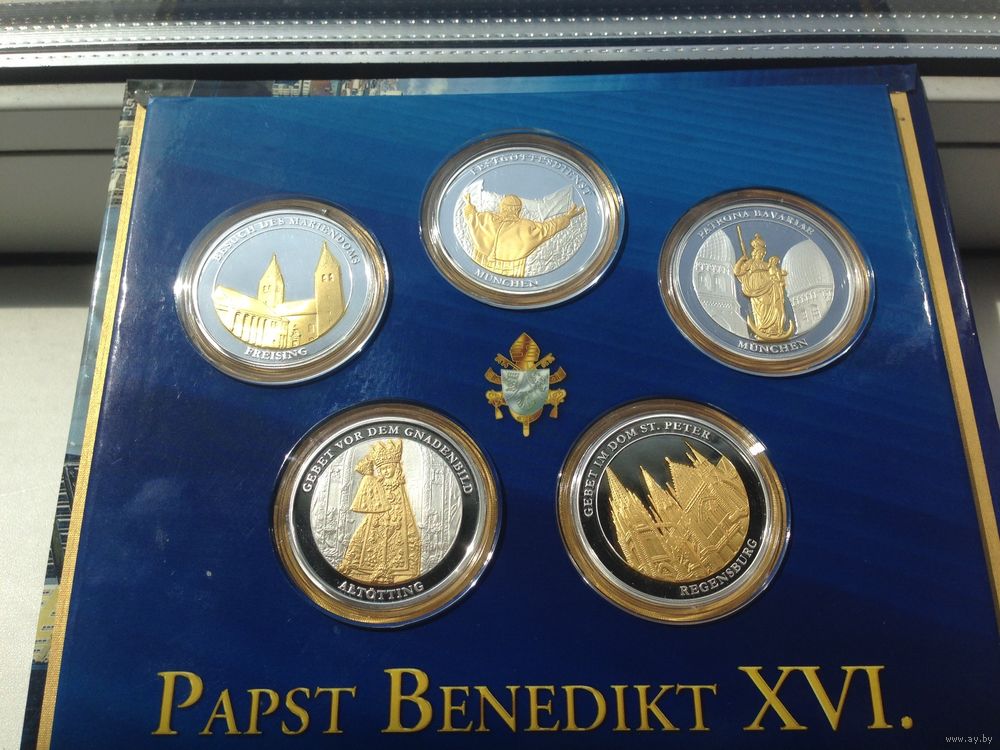 FESTGOTTESDIENST
MÜNCHEN
BESUCH DES MARIENDOMS
FREISING
PATRONA BAVARIAE
MÜNCHEN
GEBET VOR DEM GNADENBILD
ALTÖTTING
GEBET IM DOM ST. PETER
REGENSBURG
PAPST BENEDIKT XVI.
www.ay.by